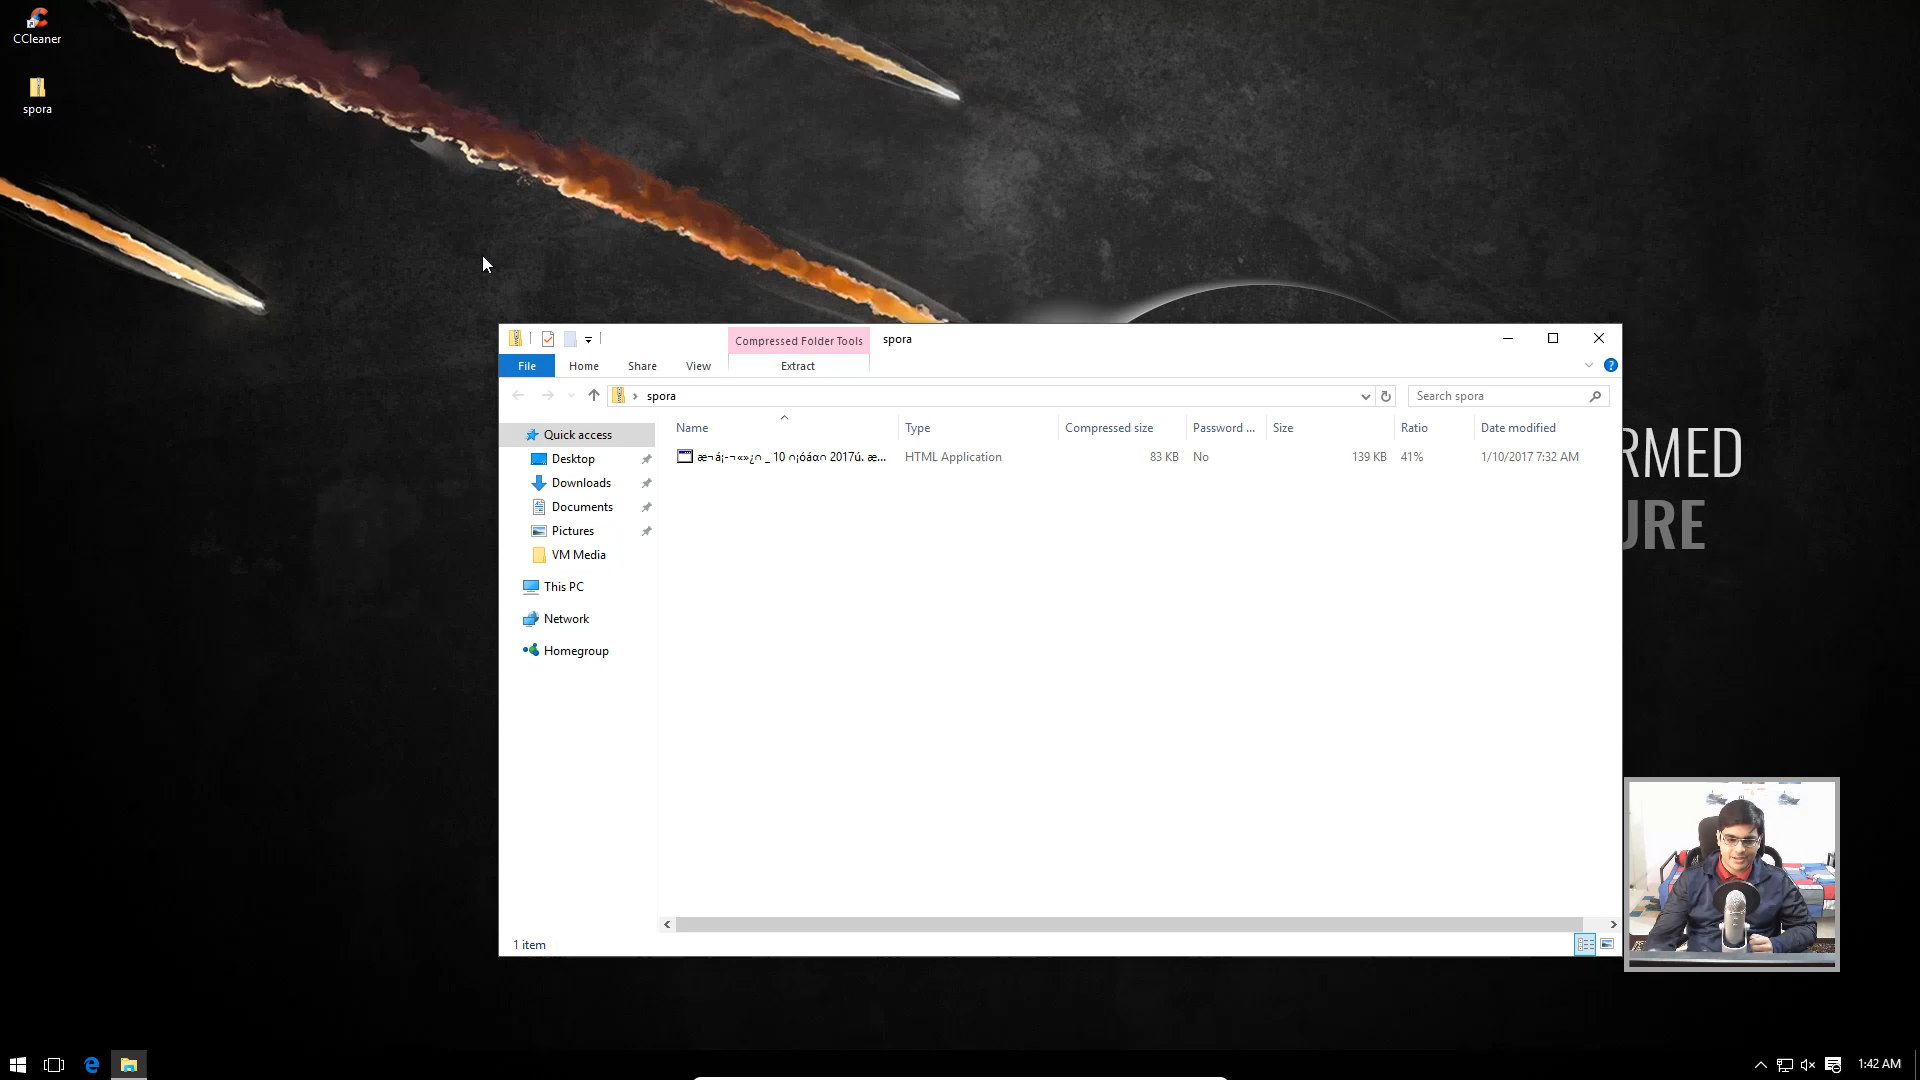 CCleaner
spora
Compressed Folder Tools
spora
File
Home
Share
View
Extract
spora
Search spora
Name
Type
Compressed size
Password ...
Size
Ratio
Date modified
æ¬á¡-¬«»¿∩ _ 10 ∩¡óáα∩ 2017ú. æ...
HTML Application
83 KB
No
139 KB
41%
1/10/2017 7:32 AM
Quick access
Desktop
Downloads
Documents
Pictures
VM Media
This PC
Network
Homegroup
RMED
URE
1 item
1:42 AM